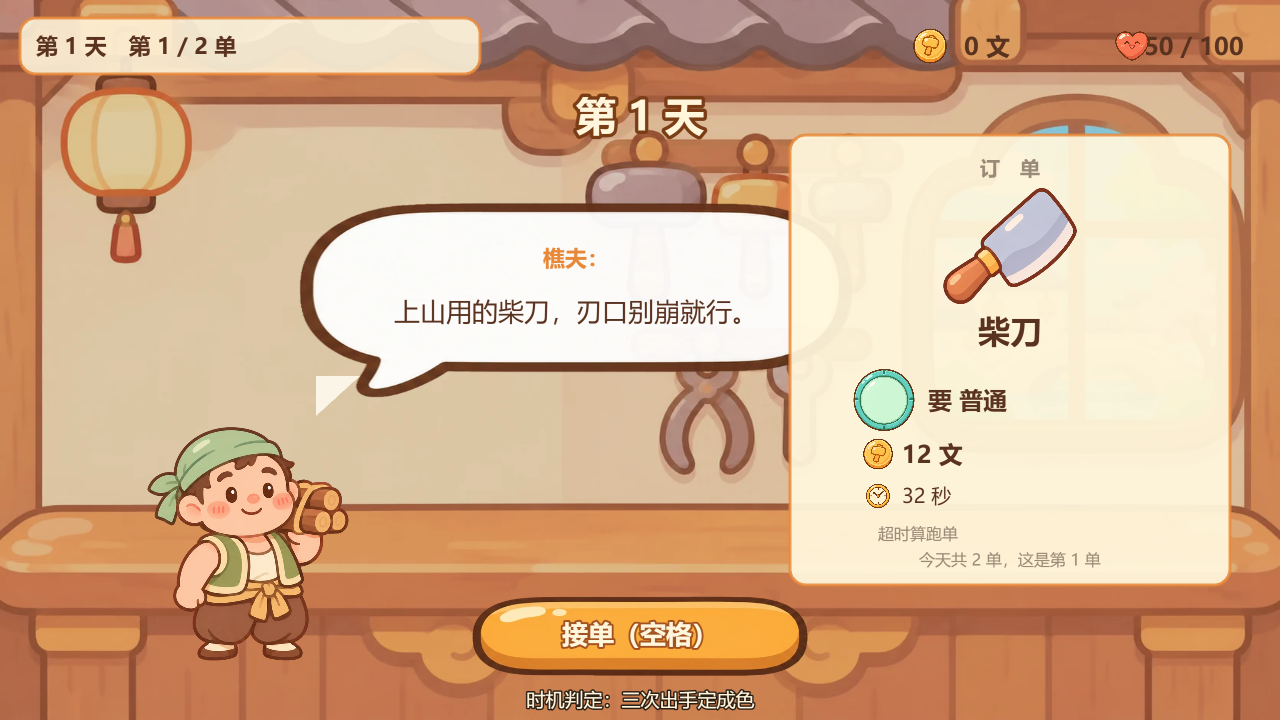 第 1 天 第 1 / 2 单
0 文
50 / 100
第 1 天
樵夫：
上山用的柴刀，刃口别崩就行。
订 单
柴刀
要 普通
12 文
32 秒
超时算跑单
今天共 2 单，这是第 1 单
接单（空格）
时机判定：三次出手定成色